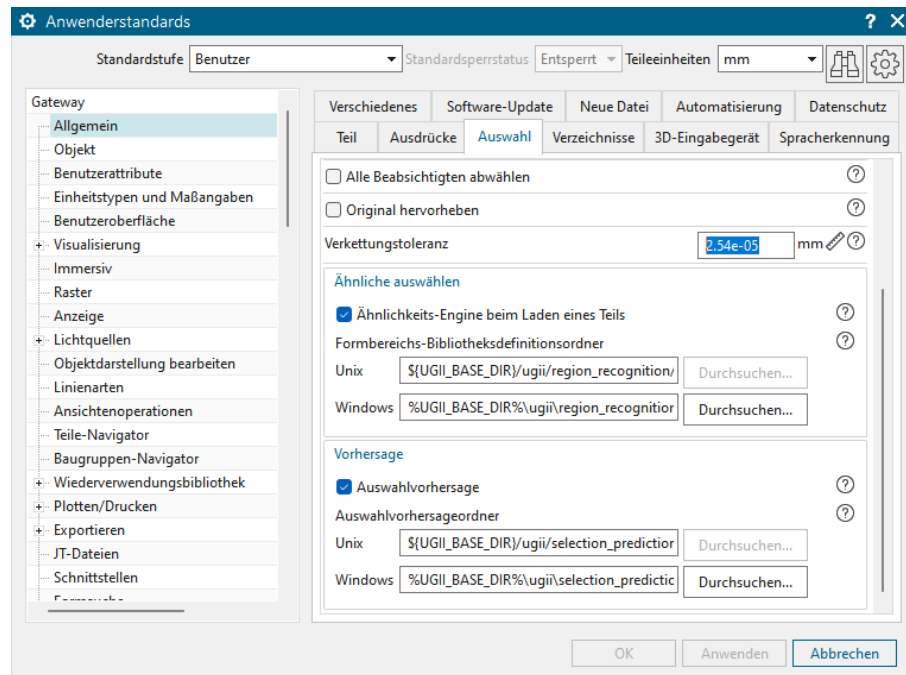 Anwenderstandards ? X
Standardstufe Benutzer Standardsperrstatus Entsperrt Teileeinheiten mm
Gateway
Allgemein
Objekt
Benutzerattribute
Einheitstypen und Maßangaben
Benutzeroberfläche
Visualisierung
Immersiv
Raster
Anzeige
Lichtquellen
Objektdarstellung bearbeiten
Linienarten
Ansichtenoperationen
Teile-Navigator
Baugruppen-Navigator
Wiederverwendungsbibliothek
Plotten/Drucken
Exportieren
JT-Dateien
Schnittstellen
Verschiedenes Software-Update Neue Datei Automatisierung Datenschutz
Teil Ausdrücke Auswahl Verzeichnisse 3D-Eingabegerät Spracherkennung
Alle Beabsichtigten abwählen ?
Original hervorheben ?
Verkettungstoleranz 2.54e-05 mm ?
Ähnliche auswählen
Ähnlichkeits-Engine beim Laden eines Teils ?
Formbereichs-Bibliotheksdefinitionsordner ?
Unix ${UGII_BASE_DIR}/ugii/region_recognition/ Durchsuchen...
Windows %UGII_BASE_DIR%\ugii\region_recognitior Durchsuchen...
Vorhersage
Auswahlvorhersage ?
Auswahlvorhersageordner ?
Unix ${UGII_BASE_DIR}/ugii/selection_predictior Durchsuchen...
Windows %UGII_BASE_DIR%\ugii\selection_predictic Durchsuchen...
OK Anwenden Abbrechen